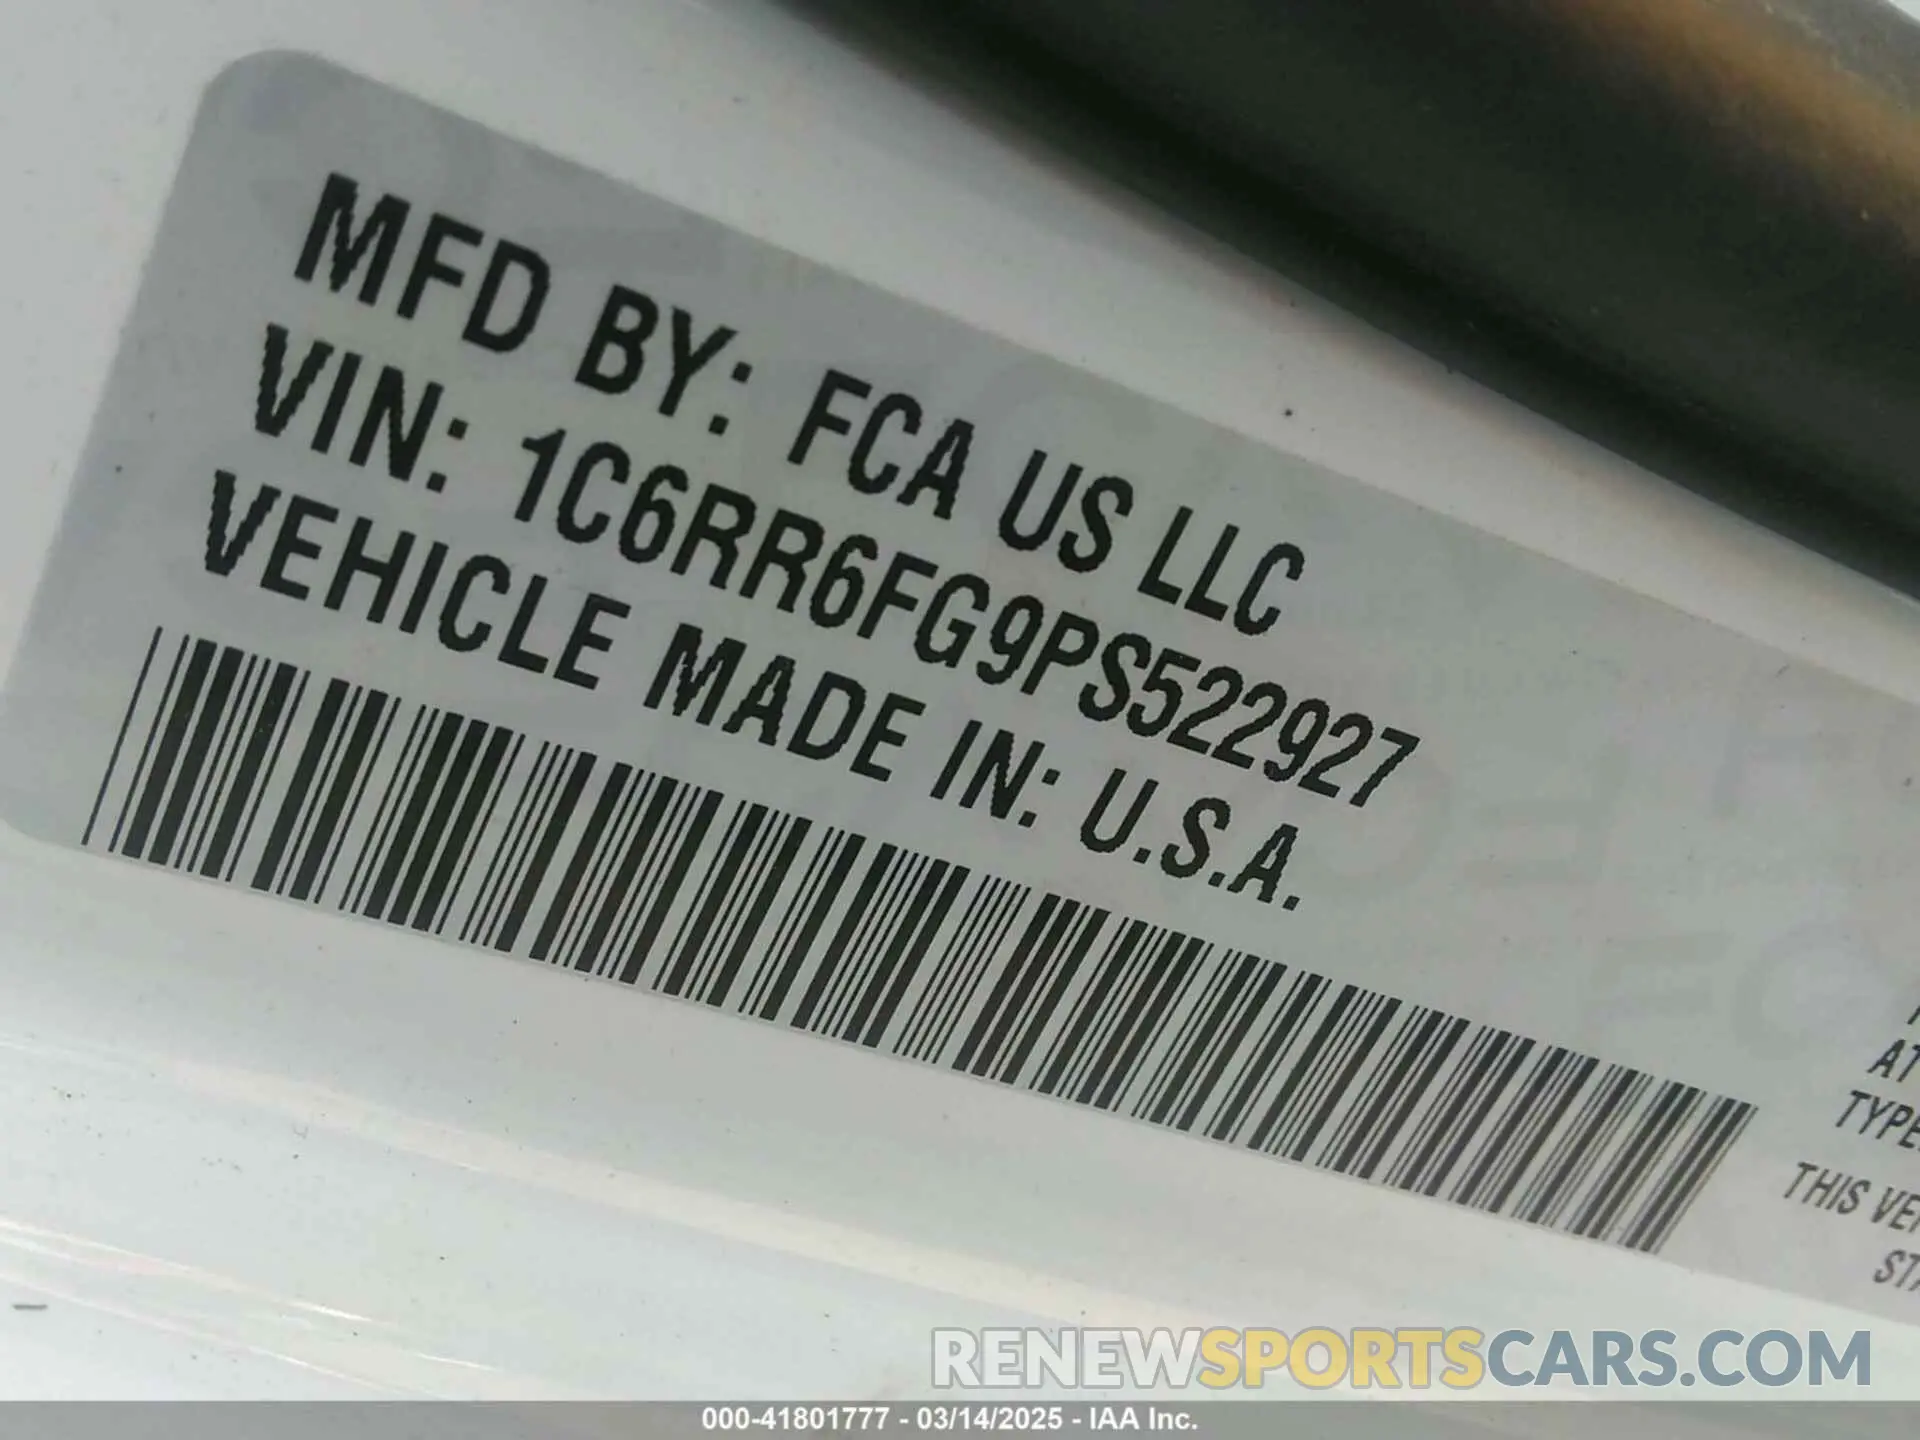 MFD BY: FCA US LLC
VIN: 1C6RR6FG9PS522927
VEHICLE MADE IN: U.S.A.
AT
TYPE
THIS VE
ST
RENEWSPORTSCARS.COM
000-41801777 - 03/14/2025 - IAA Inc.